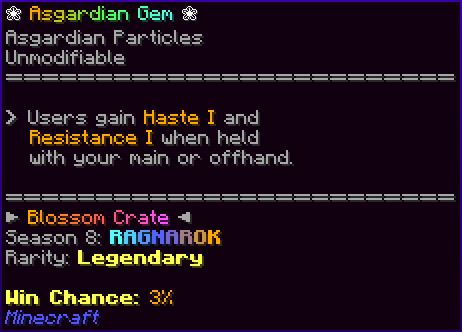 ❀ Asgardian Gem ❀
Asgardian Particles
Unmodifiable
============================
> Users gain Haste I and
Resistance I when held
with your main or offhand.
============================
► Blossom Crate ◄
Season 8: RAGNAROK
Rarity: Legendary
Win Chance: 3%
Minecraft